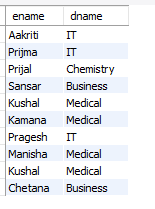 ename dname
Aakriti IT
Prijma IT
Prijal Chemistry
Sansar Business
Kushal Medical
Kamana Medical
Pragesh IT
Manisha Medical
Kushal Medical
Chetana Business